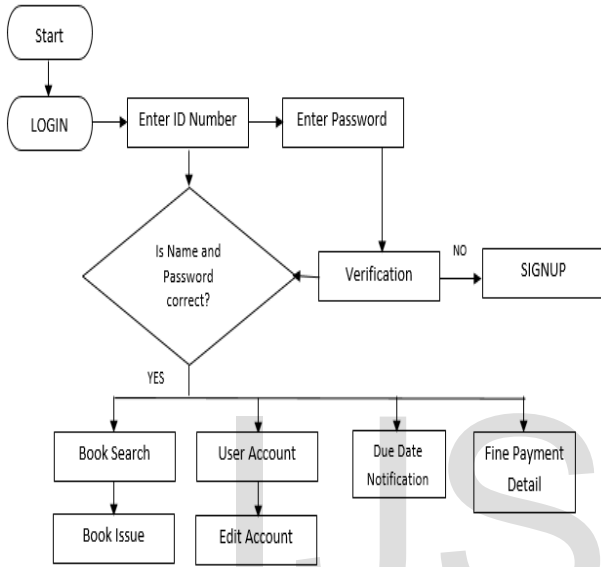 Start
LOGIN
Enter ID Number
Enter Password
Is Name and
Password
correct?
Verification
NO
SIGNUP
YES
Book Search
User Account
Due Date
Notification
Fine Payment
Detail
Book Issue
Edit Account